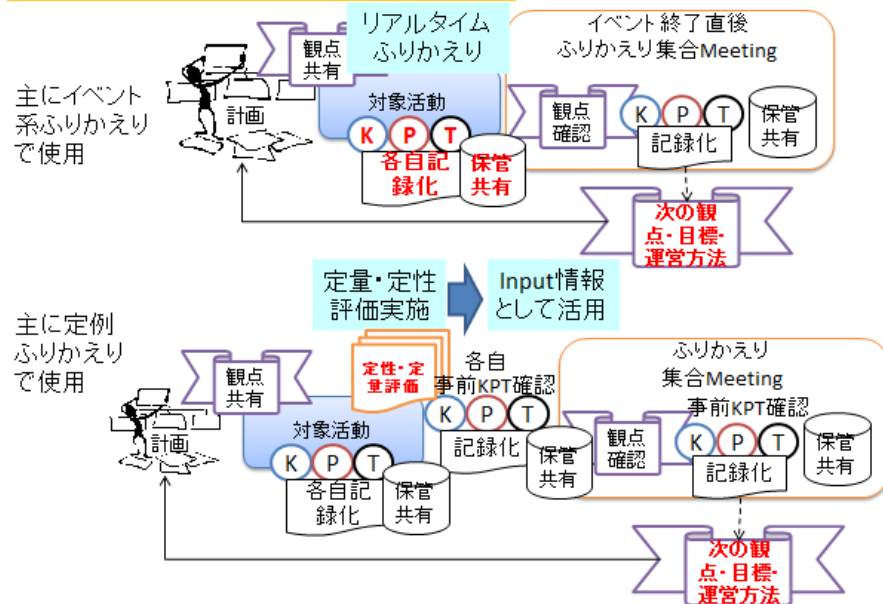 リアルタイム
ふりかえり
イベント終了直後
ふりかえり集合Meeting
観点
共有
主にイベント
系ふりかえり
で使用
計画
対象活動
K P T
各自記
録化
保管
共有
観点
確認
K P T
記録化
保管
共有
次の観
点・目標・
運営方法
定量・定性
評価実施
Input情報
として活用
主に定例
ふりかえり
で使用
観点
共有
計画
定性・定
量評価
各自
事前KPT確認
K P T
記録化
保管
共有
対象活動
K P T
各自記
録化
保管
共有
ふりかえり
集合Meeting
事前KPT確認
観点
確認
K P T
記録化
保管
共有
次の観
点・目標・
運営方法